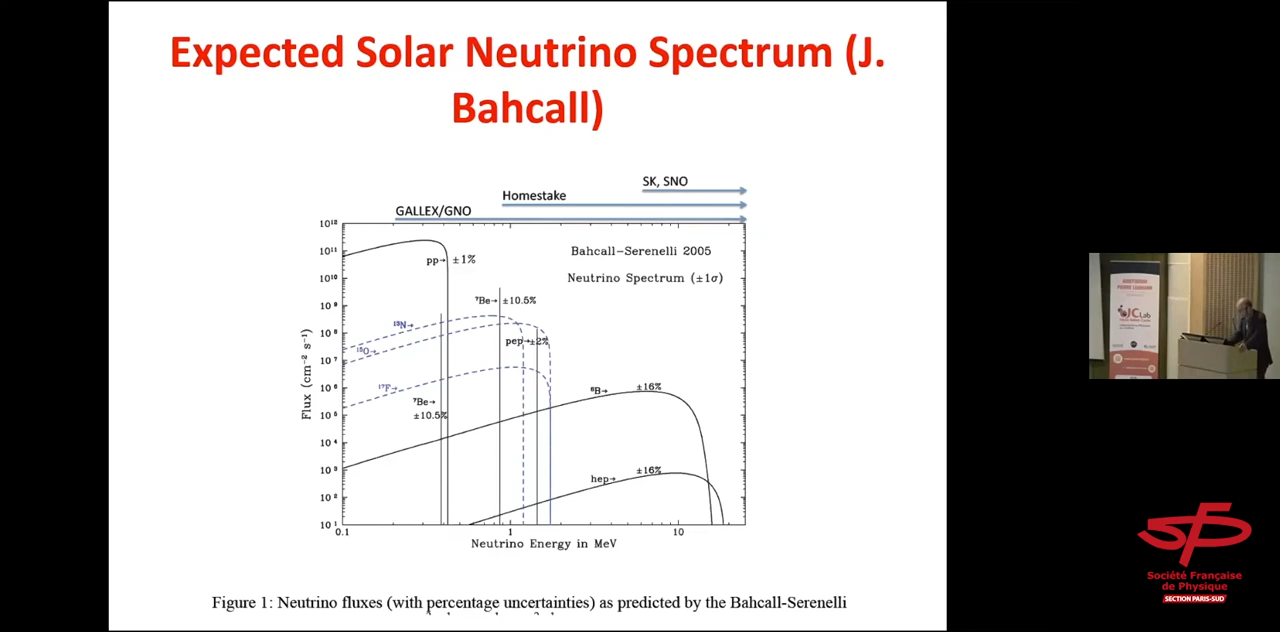 Expected Solar Neutrino Spectrum (J.
Bahcall)
SK, SNO
Homestake
GALLEX/GNO
10¹²
10¹¹
10¹⁰
10⁹
10⁸
10⁷
10⁶
10⁵
10⁴
10³
10²
10¹
Flux (cm⁻² s⁻¹)
Bahcall-Serenelli 2005
Neutrino Spectrum (±1σ)
pp→ ±1%
⁷Be→ ±10.5%
¹³N→
¹⁵O→
pep→±2%
¹⁷F→
⁷Be→
±10.5%
⁸B→ ±16%
hep→ ±16%
0.1 1 10
Neutrino Energy in MeV
Figure 1: Neutrino fluxes (with percentage uncertainties) as predicted by the Bahcall-Serenelli
JCLab
Société Française
de Physique
SECTION PARIS-SUD